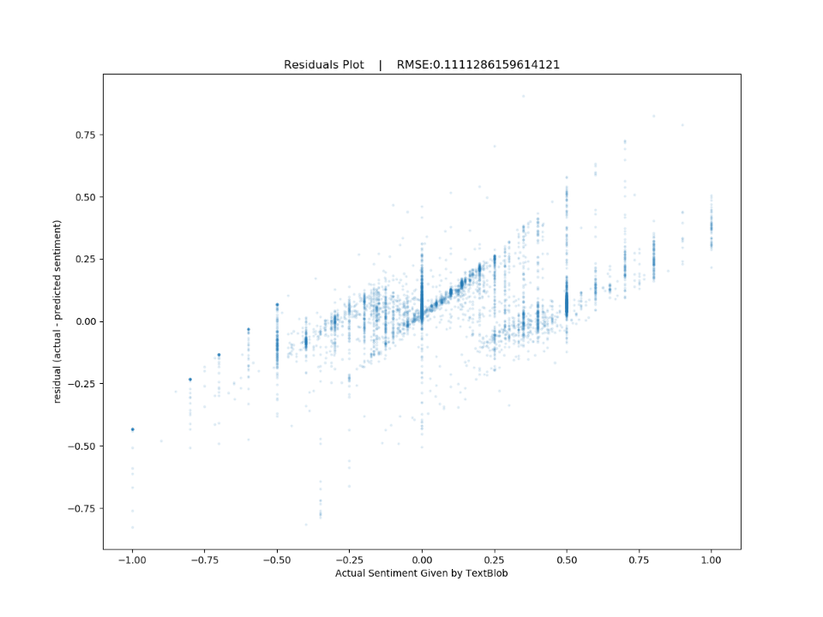 Residuals Plot | RMSE:0.1111286159614121
residual (actual - predicted sentiment)
0.75
0.50
0.25
0.00
−0.25
−0.50
−0.75
−1.00 −0.75 −0.50 −0.25 0.00 0.25 0.50 0.75 1.00
Actual Sentiment Given by TextBlob